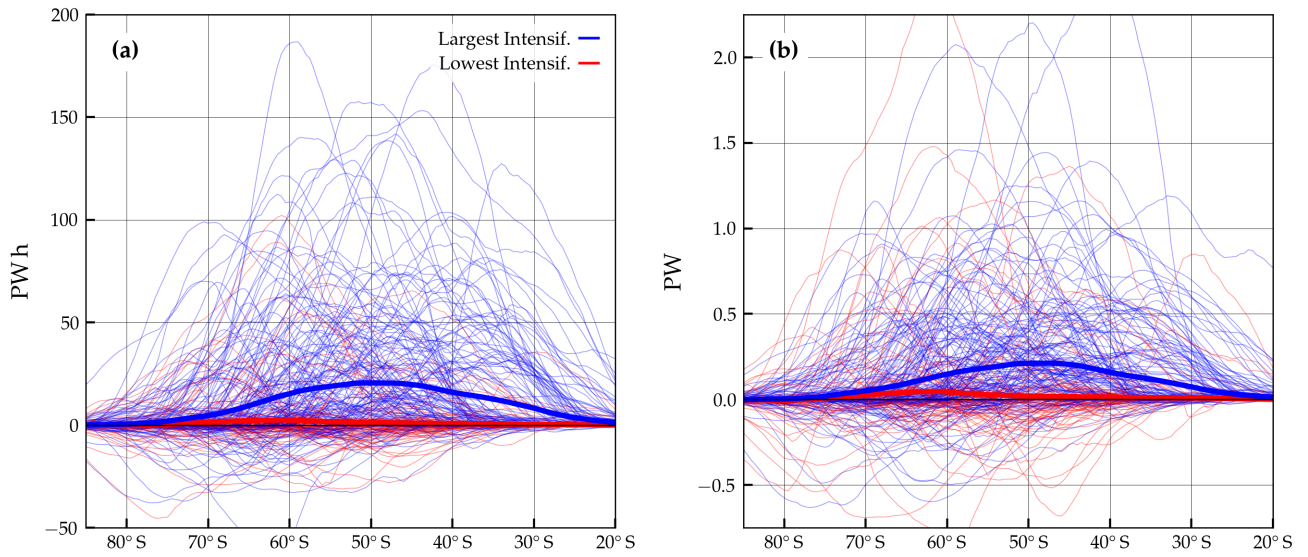 (a)
Largest Intensif.
Lowest Intensif.
PW h
200
150
100
50
0
−50
80° S 70° S 60° S 50° S 40° S 30° S 20° S
(b)
PW
2.0
1.5
1.0
0.5
0.0
−0.5
80° S 70° S 60° S 50° S 40° S 30° S 20° S